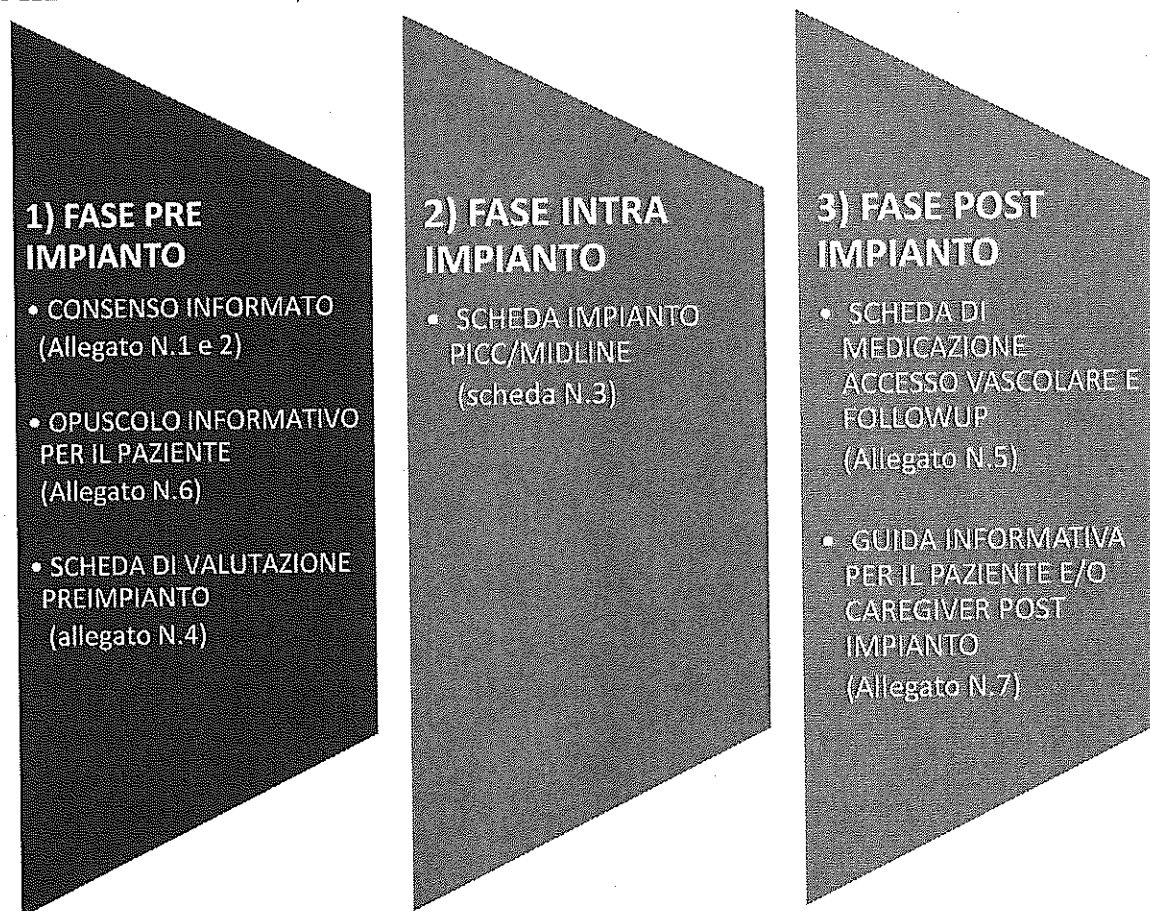 1) FASE PRE
IMPIANTO
• CONSENSO INFORMATO
(Allegato N.1 e 2)
• OPUSCOLO INFORMATIVO
PER IL PAZIENTE
(Allegato N.6)
• SCHEDA DI VALUTAZIONE
PREIMPIANTO
(allegato N.4)
2) FASE INTRA
IMPIANTO
• SCHEDA IMPIANTO
PICC/MIDLINE
(scheda N.3)
3) FASE POST
IMPIANTO
• SCHEDA DI
MEDICAZIONE
ACCESSO VASCOLARE E
FOLLOWUP
(Allegato N.5)
• GUIDA INFORMATIVA
PER IL PAZIENTE E/O
CAREGIVER POST
IMPIANTO
(Allegato N.7)